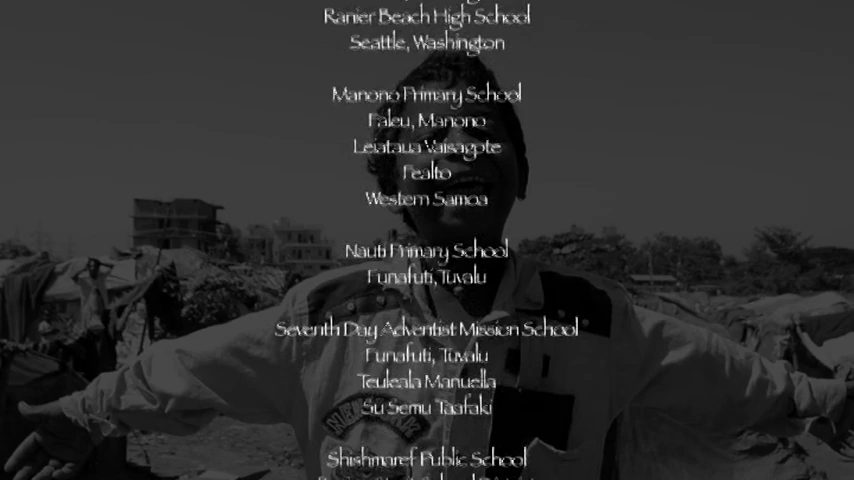 Ranier Beach High School
Seattle, Washington
Manono Primary School
Faleu, Manono
Leiataua Vaisagote
Fealto
Western Samoa
Nauti Primary School
Funafuti, Tuvalu
Seventh Day Adventist Mission School
Funafuti, Tuvalu
Teuleala Manuella
Su Semu Taafaki
Shishmaref Public School